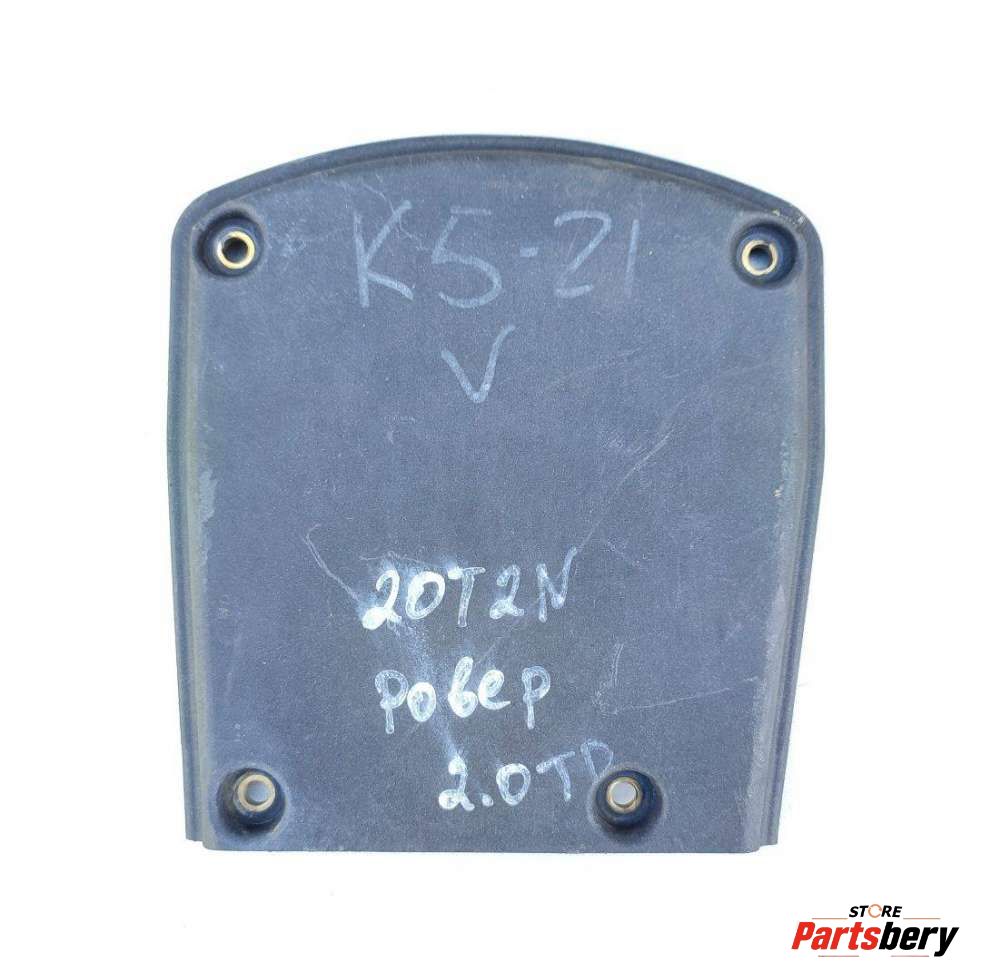 K5-21
V
20T2N
ровер
2.0TD
STORE
Partsbery